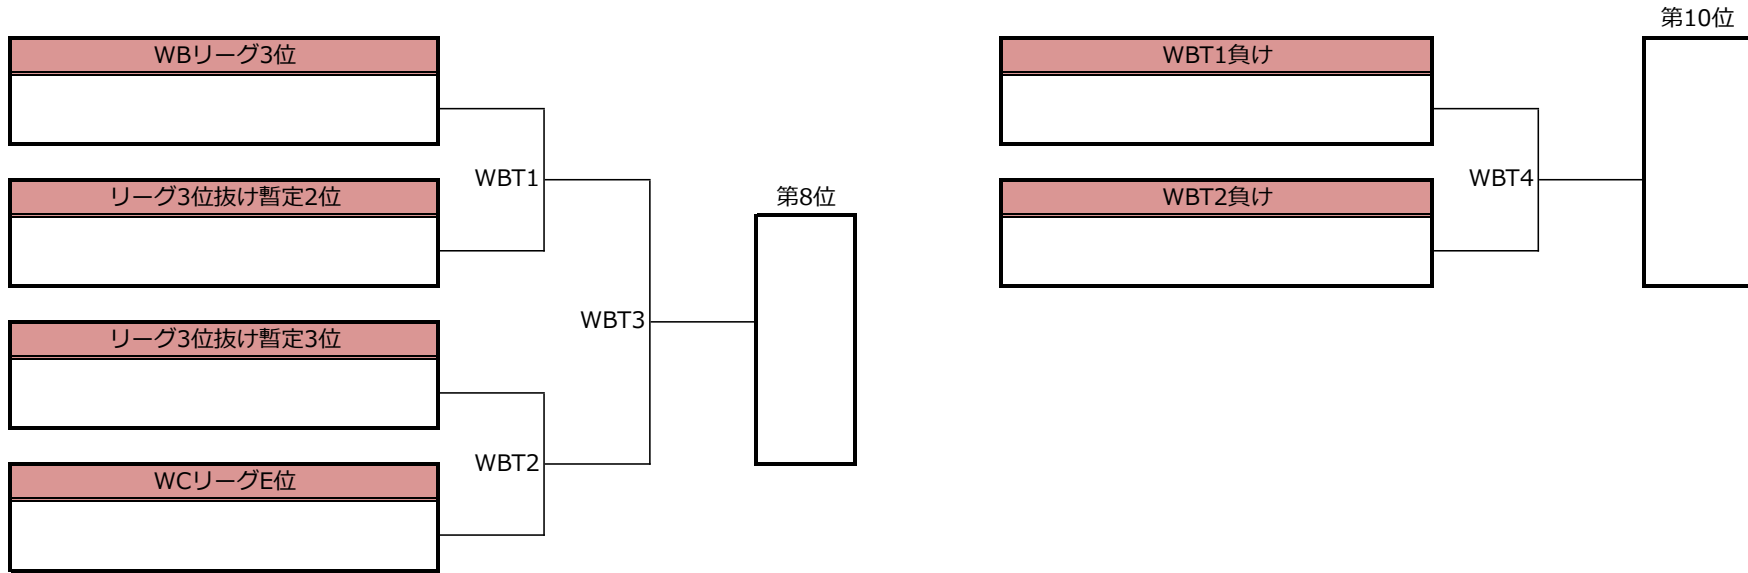 第10位
WBリーグ3位
WBT1負け
WBT1
リーグ3位抜け暫定2位
WBT4
WBT2負け
第8位
WBT3
リーグ3位抜け暫定3位
WBT2
WCリーグE位